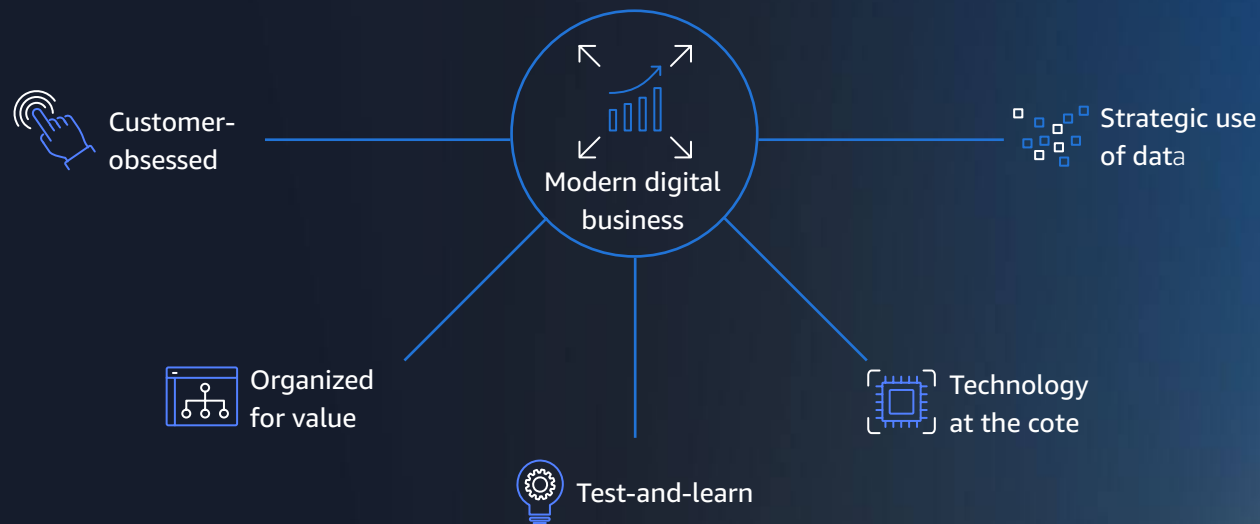 Modern digital
business
Customer-
obsessed
Strategic use
of data
Organized
for value
Technology
at the cote
Test-and-learn